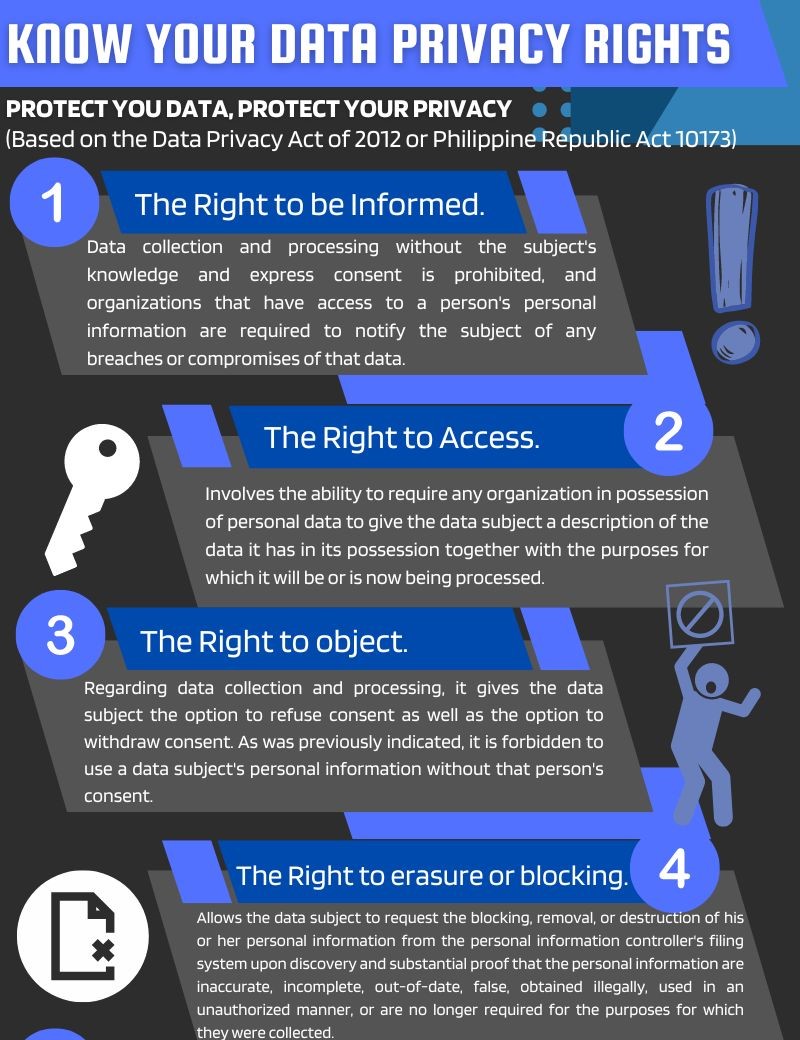 KNOW YOUR DATA PRIVACY RIGHTS
PROTECT YOU DATA, PROTECT YOUR PRIVACY
(Based on the Data Privacy Act of 2012 or Philippine Republic Act 10173)
1
The Right to be Informed.
Data collection and processing without the subject's
knowledge and express consent is prohibited, and
organizations that have access to a person's personal
information are required to notify the subject of any
breaches or compromises of that data.
The Right to Access.
2
Involves the ability to require any organization in possession
of personal data to give the data subject a description of the
data it has in its possession together with the purposes for
which it will be or is now being processed.
3
The Right to object.
Regarding data collection and processing, it gives the data
subject the option to refuse consent as well as the option to
withdraw consent. As was previously indicated, it is forbidden to
use a data subject's personal information without that person's
consent.
The Right to erasure or blocking.
4
Allows the data subject to request the blocking, removal, or destruction of his
or her personal information from the personal information controller's filing
system upon discovery and substantial proof that the personal information are
inaccurate, incomplete, out-of-date, false, obtained illegally, used in an
unauthorized manner, or are no longer required for the purposes for which
they were collected.